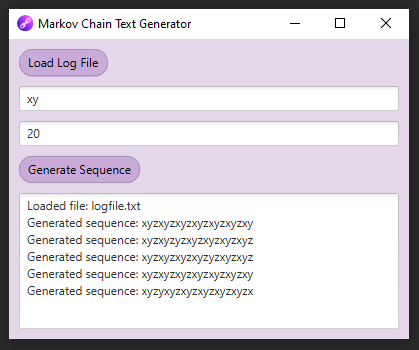 Markov Chain Text Generator
Load Log File
xy
20
Generate Sequence
Loaded file: logfile.txt
Generated sequence: xyzxyzxyzxyzxyzxyzxy
Generated sequence: xyzxyzyzxyzxyzxyzxyz
Generated sequence: xyzxyzxyzyzxyzxyzxyz
Generated sequence: xyzxyzxyzxyzxyzxyzxy
Generated sequence: xyzyxyzxyzxyzxyzxyzx